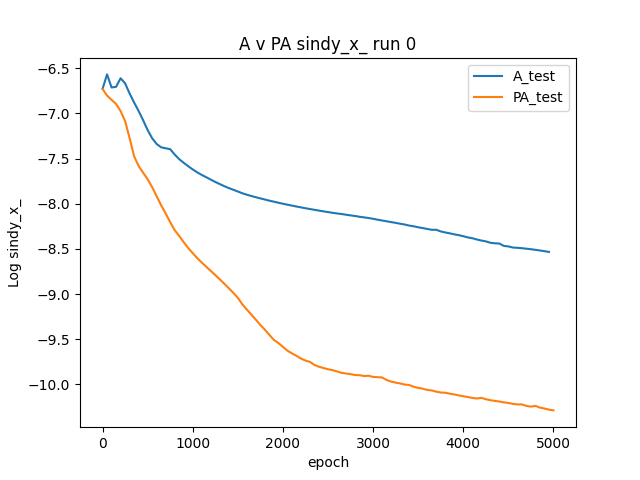 A v PA sindy_x_ run 0
A_test
PA_test
Log sindy_x_
−6.5
−7.0
−7.5
−8.0
−8.5
−9.0
−9.5
−10.0
0 1000 2000 3000 4000 5000
epoch